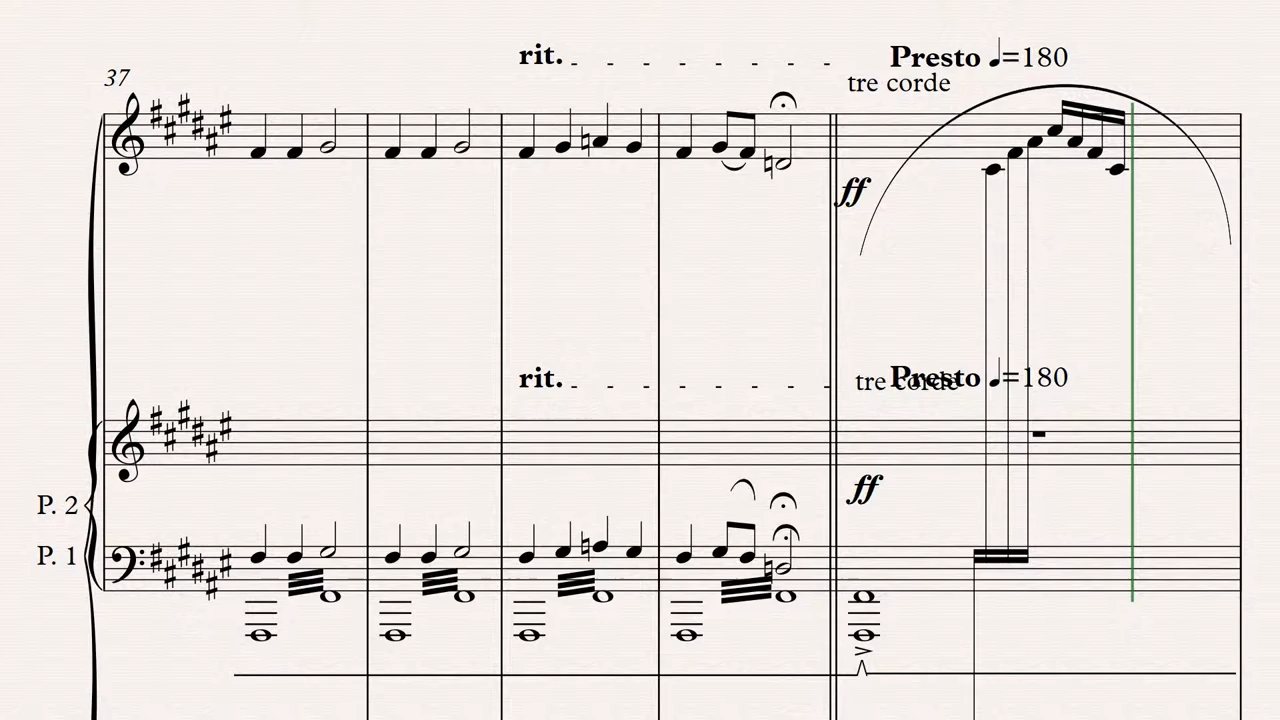 rit.
Presto ♩=180
37
tre corde
ff
rit.
Presto ♩=180
tre corde
ff
P. 2
P. 1